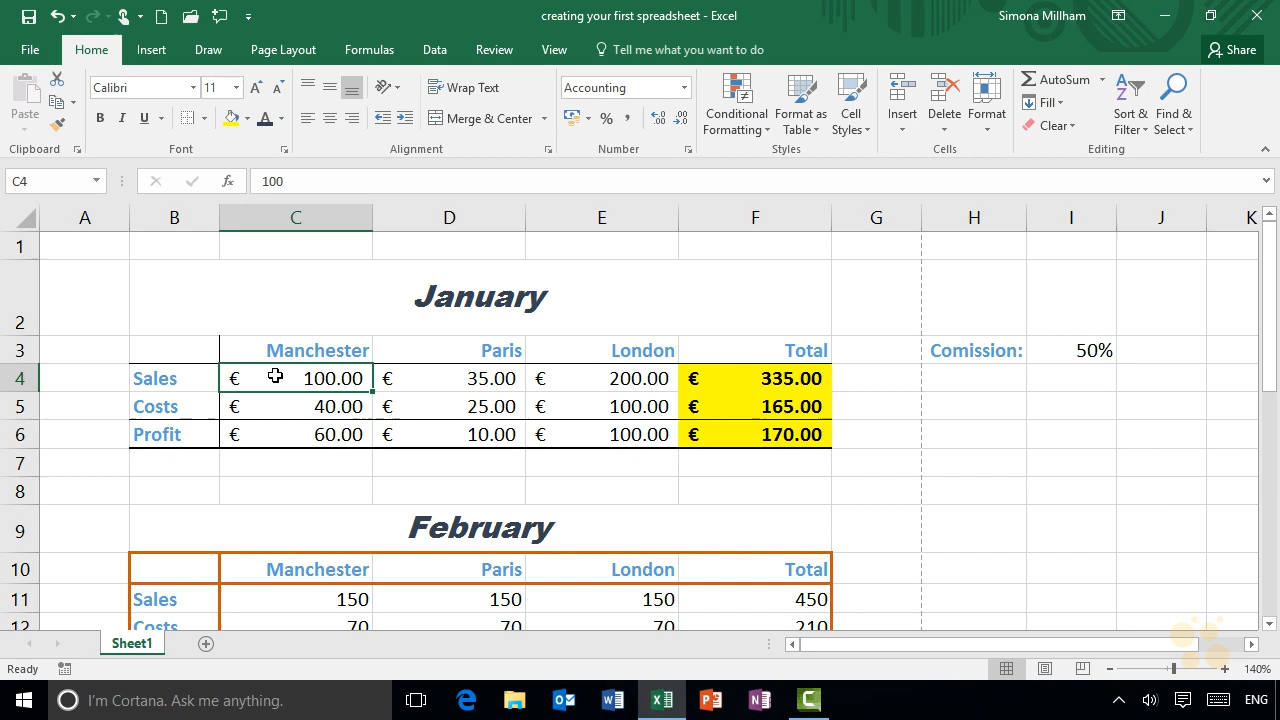 creating your first spreadsheet - Excel
Simona Millham
File Home Insert Draw Page Layout Formulas Data Review View Tell me what you want to do Share
Paste
Calibri 11
B I U A
Wrap Text
Merge & Center
Accounting
%
Conditional Formatting
Format as Table
Cell Styles
Insert
Delete
Format
AutoSum
Fill
Clear
Sort & Filter
Find & Select
Clipboard Font Alignment Number Styles Cells Editing
C4 fx 100
A B C D E F G H I J K
1
2 January
3 Manchester Paris London Total Comission: 50%
4 Sales € 100.00 € 35.00 € 200.00 € 335.00
5 Costs € 40.00 € 25.00 € 100.00 € 165.00
6 Profit € 60.00 € 10.00 € 100.00 € 170.00
7
8
9 February
10 Manchester Paris London Total
11 Sales 150 150 150 450
12 Costs 70 70 70 210
Sheet1
Ready 140%
I'm Cortana. Ask me anything. ENG